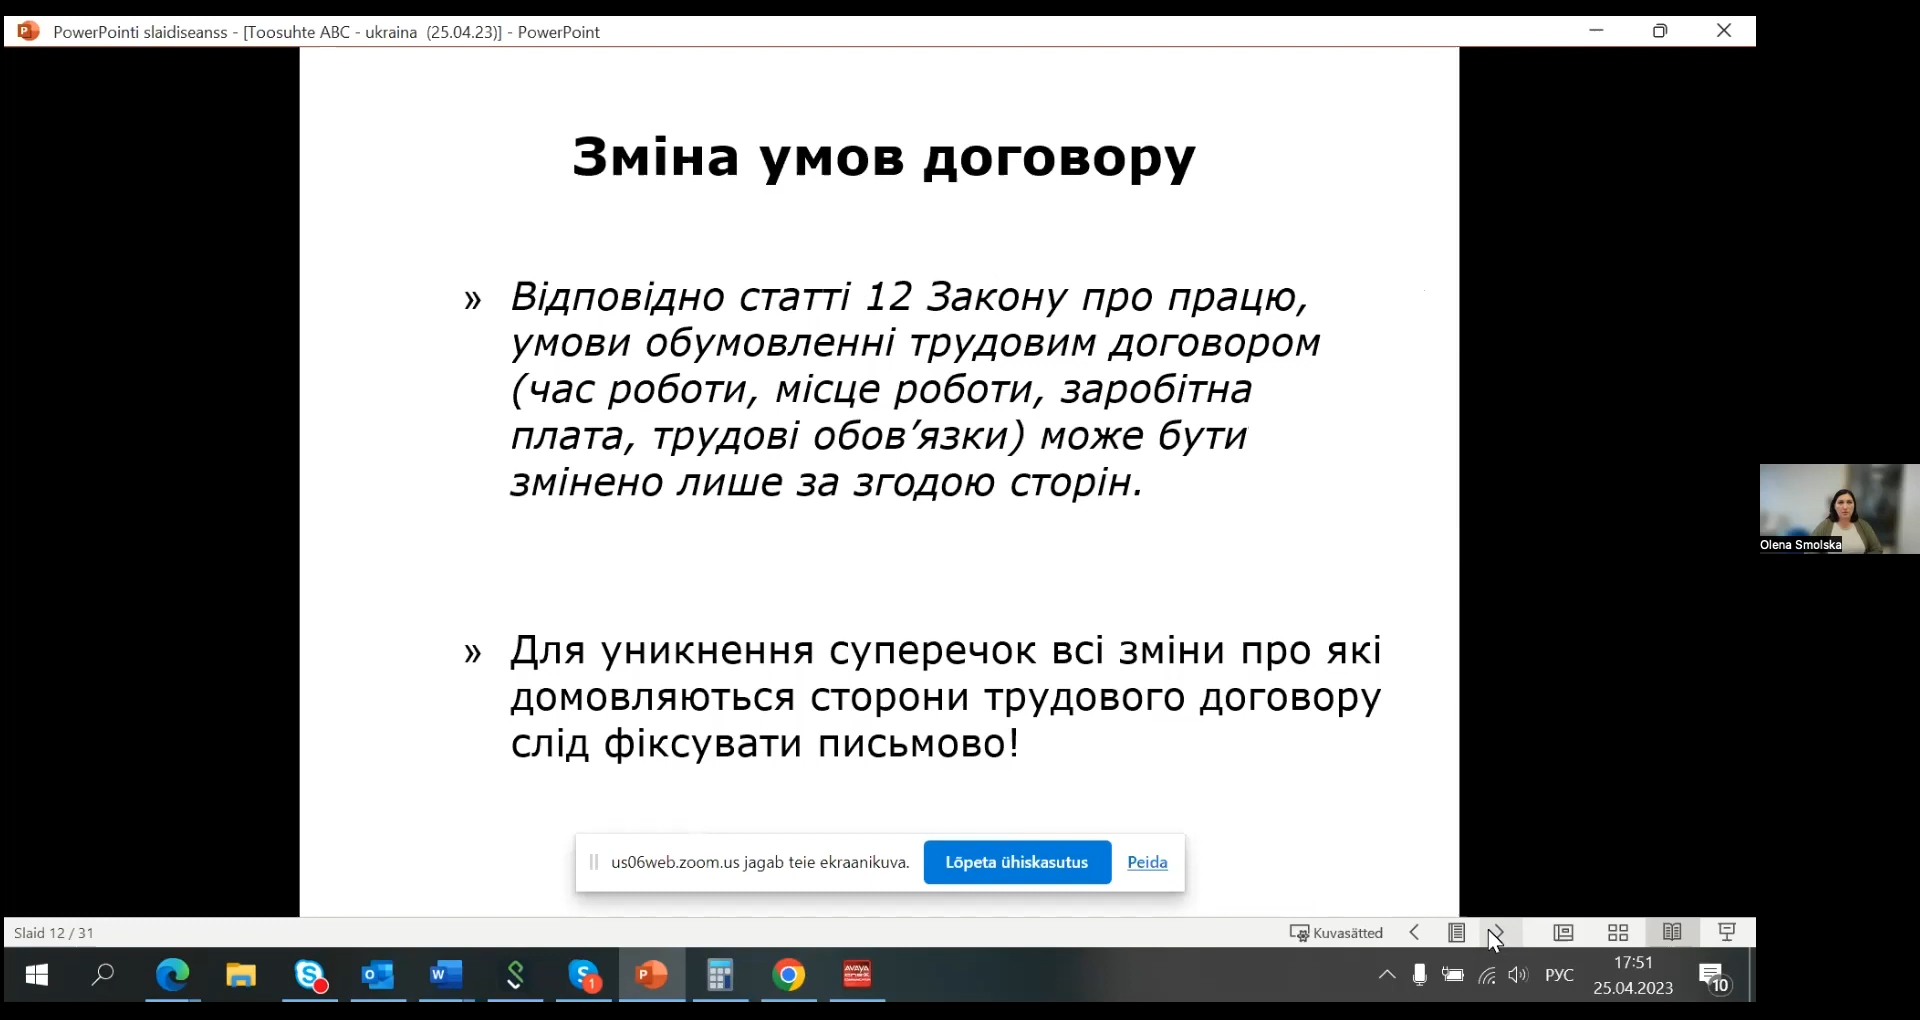 PowerPointi slaidiseanss - [Toosuhte ABC - ukraina (25.04.23)] - PowerPoint
Зміна умов договору
» Відповідно статті 12 Закону про працю,
умови обумовленні трудовим договором
(час роботи, місце роботи, заробітна
плата, трудові обов’язки) може бути
змінено лише за згодою сторін.
Olena Smolska
» Для уникнення суперечок всі зміни про які
домовляються сторони трудового договору
слід фіксувати письмово!
us06web.zoom.us jagab teie ekraanikuva. Lõpeta ühiskasutus Peida
Slaid 12 / 31 Kuvasätted
РУС 17:51
25.04.2023 10
AVAYA
1